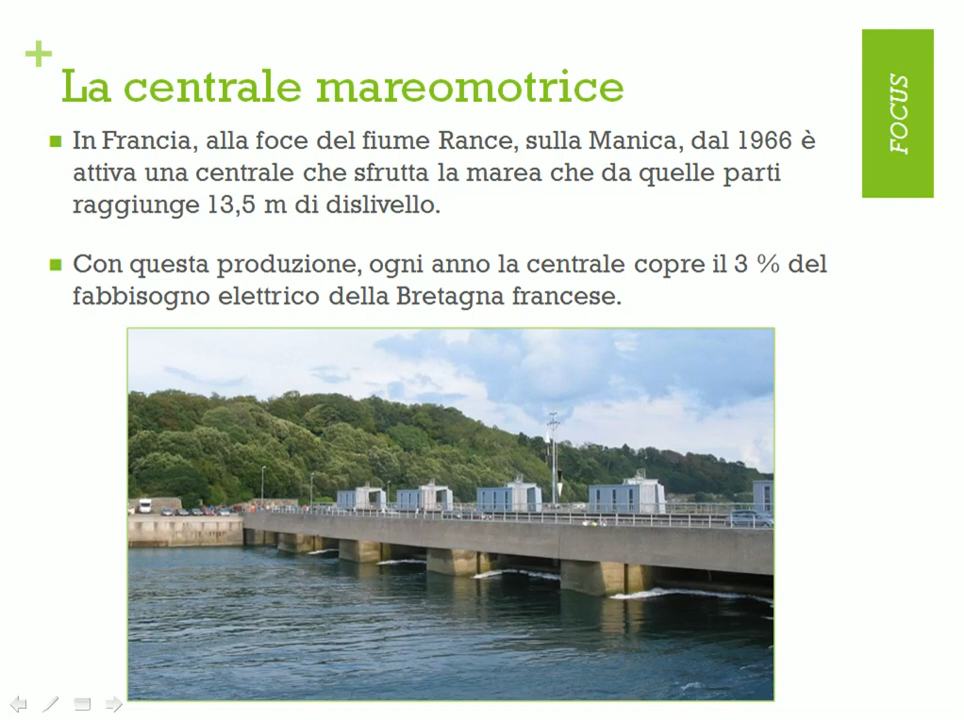 La centrale mareomotrice
FOCUS
In Francia, alla foce del fiume Rance, sulla Manica, dal 1966 è
attiva una centrale che sfrutta la marea che da quelle parti
raggiunge 13,5 m di dislivello.
Con questa produzione, ogni anno la centrale copre il 3 % del
fabbisogno elettrico della Bretagna francese.